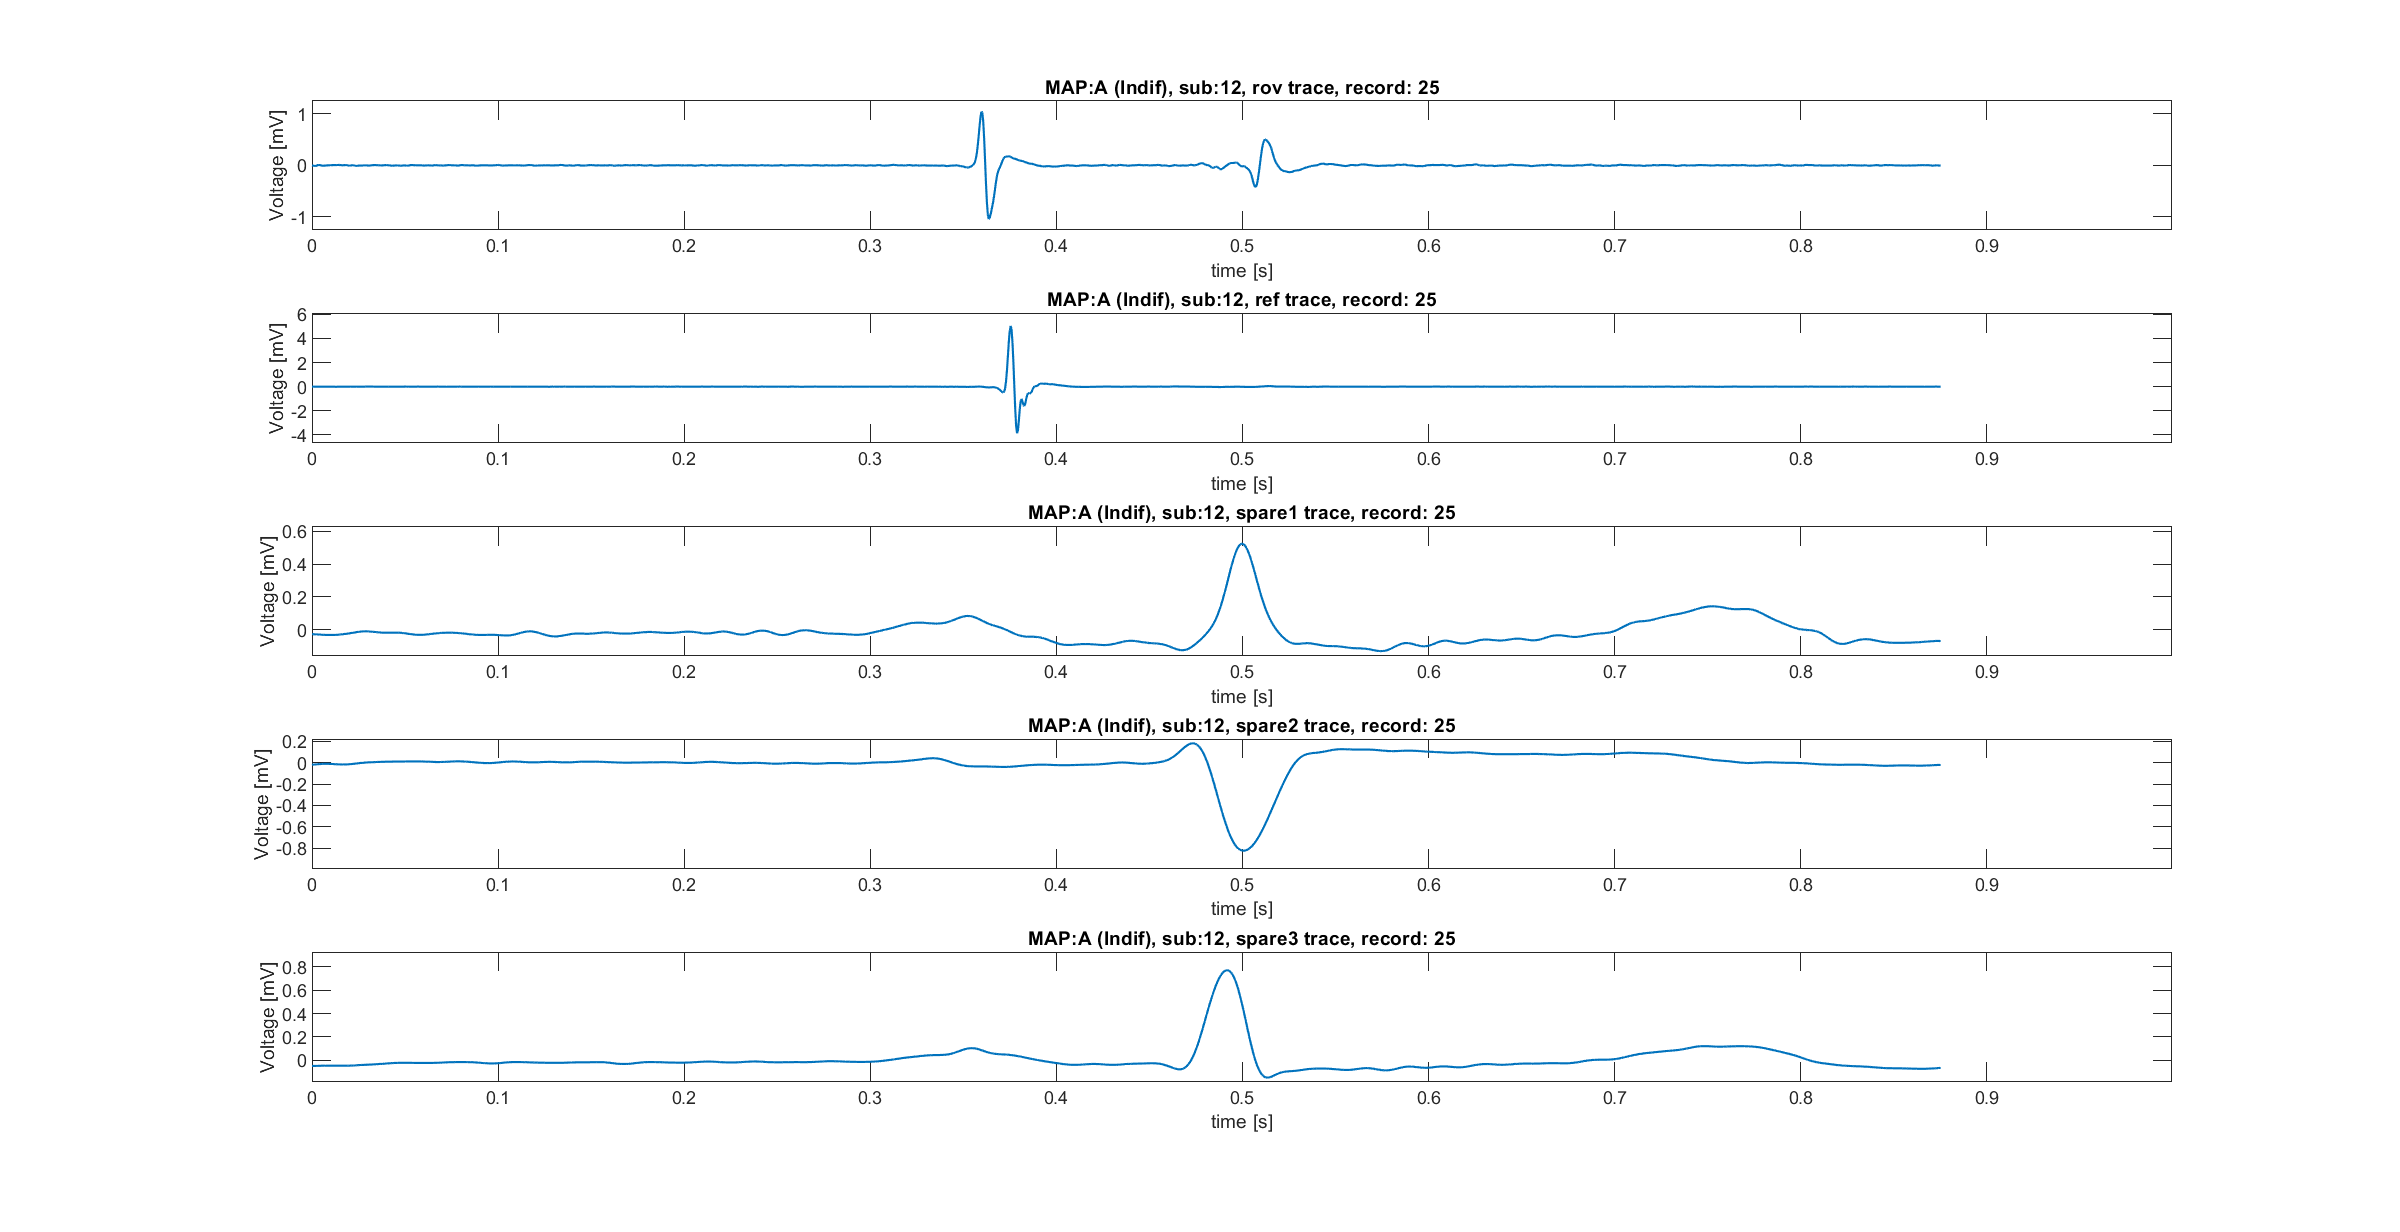 MAP:A (Indif), sub:12, rov trace, record: 25
Voltage [mV]
1
0
-1
0 0.1 0.2 0.3 0.4 0.5 0.6 0.7 0.8 0.9
time [s]
MAP:A (Indif), sub:12, ref trace, record: 25
Voltage [mV]
6
4
2
0
-2
-4
0 0.1 0.2 0.3 0.4 0.5 0.6 0.7 0.8 0.9
time [s]
MAP:A (Indif), sub:12, spare1 trace, record: 25
Voltage [mV]
0.6
0.4
0.2
0
0 0.1 0.2 0.3 0.4 0.5 0.6 0.7 0.8 0.9
time [s]
MAP:A (Indif), sub:12, spare2 trace, record: 25
Voltage [mV]
0.2
0
-0.2
-0.4
-0.6
-0.8
0 0.1 0.2 0.3 0.4 0.5 0.6 0.7 0.8 0.9
time [s]
MAP:A (Indif), sub:12, spare3 trace, record: 25
Voltage [mV]
0.8
0.6
0.4
0.2
0
0 0.1 0.2 0.3 0.4 0.5 0.6 0.7 0.8 0.9
time [s]